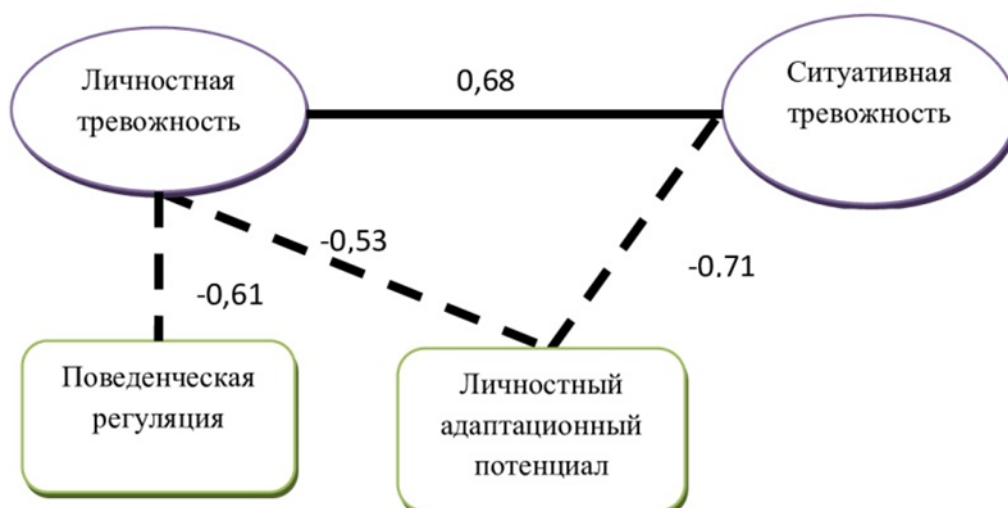 Личностная
тревожность
0,68
Ситуативная
тревожность
-0,53
-0.71
-0,61
Поведенческая
регуляция
Личностный
адаптационный
потенциал